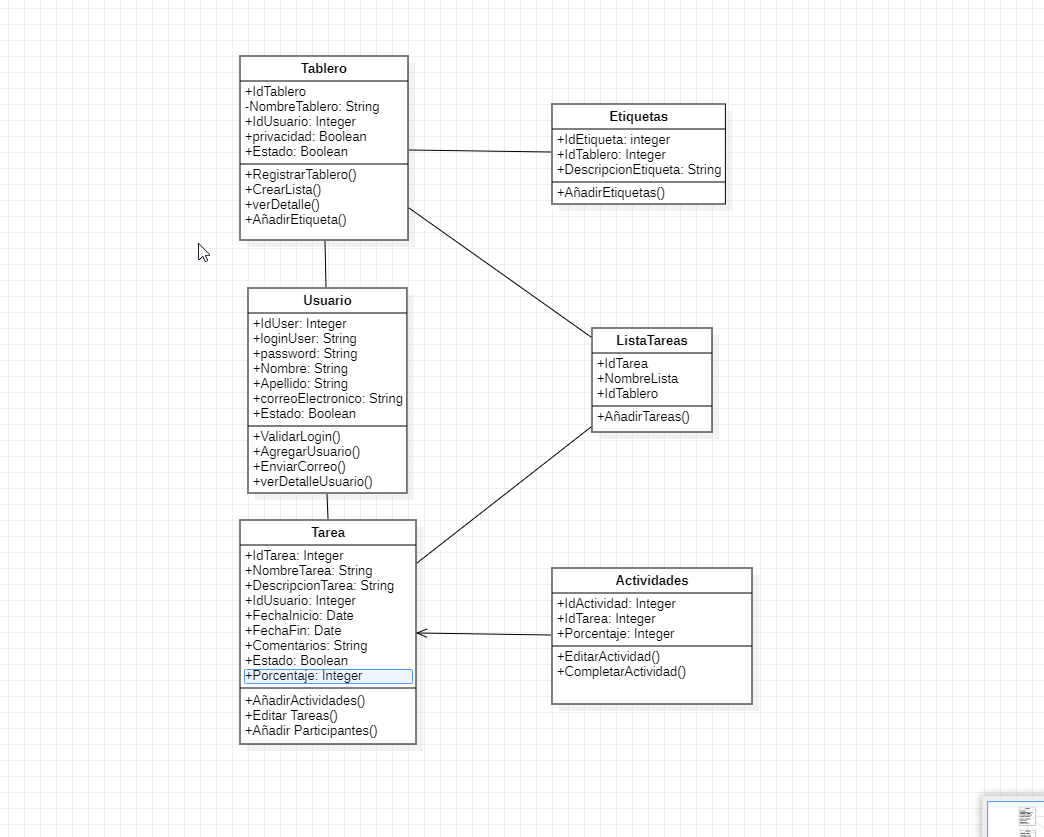 Tablero
+IdTablero
-NombreTablero: String
+IdUsuario: Integer
+privacidad: Boolean
+Estado: Boolean
+RegistrarTablero()
+CrearLista()
+verDetalle()
+AñadirEtiqueta()
Etiquetas
+IdEtiqueta: integer
+IdTablero: Integer
+DescripcionEtiqueta: String
+AñadirEtiquetas()
Usuario
+IdUser: Integer
+loginUser: String
+password: String
+Nombre: String
+Apellido: String
+correoElectronico: String
+Estado: Boolean
+ValidarLogin()
+AgregarUsuario()
+EnviarCorreo()
+verDetalleUsuario()
ListaTareas
+IdTarea
+NombreLista
+IdTablero
+AñadirTareas()
Tarea
+IdTarea: Integer
+NombreTarea: String
+DescripcionTarea: String
+IdUsuario: Integer
+FechaInicio: Date
+FechaFin: Date
+Comentarios: String
+Estado: Boolean
+Porcentaje: Integer
+AñadirActividades()
+Editar Tareas()
+Añadir Participantes()
Actividades
+IdActividad: Integer
+IdTarea: Integer
+Porcentaje: Integer
+EditarActividad()
+CompletarActividad()